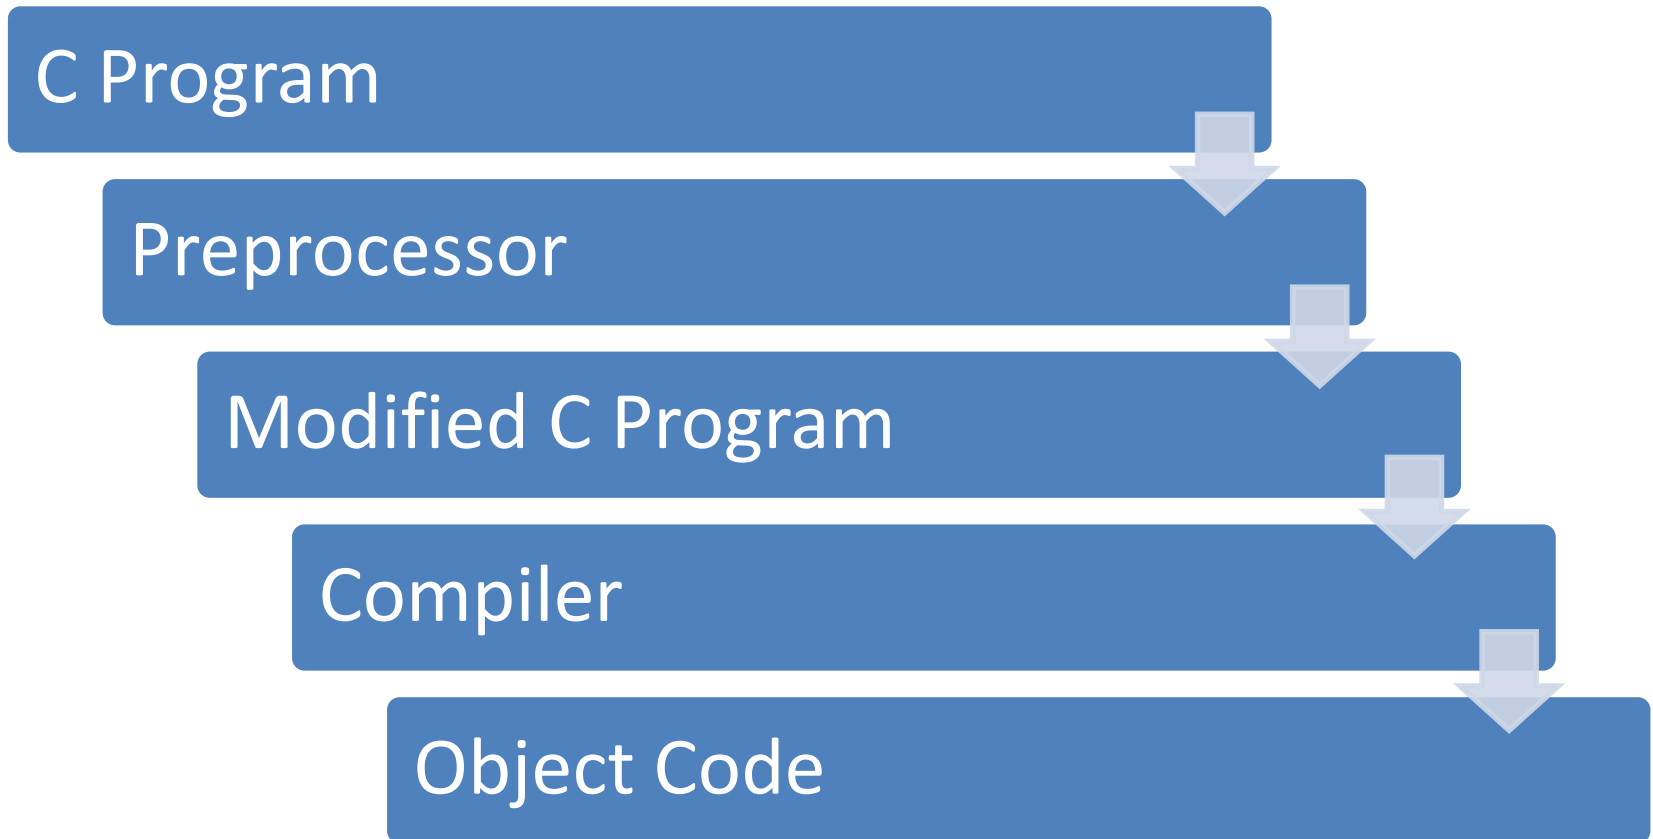 C Program
Preprocessor
Modified C Program
Compiler
Object Code